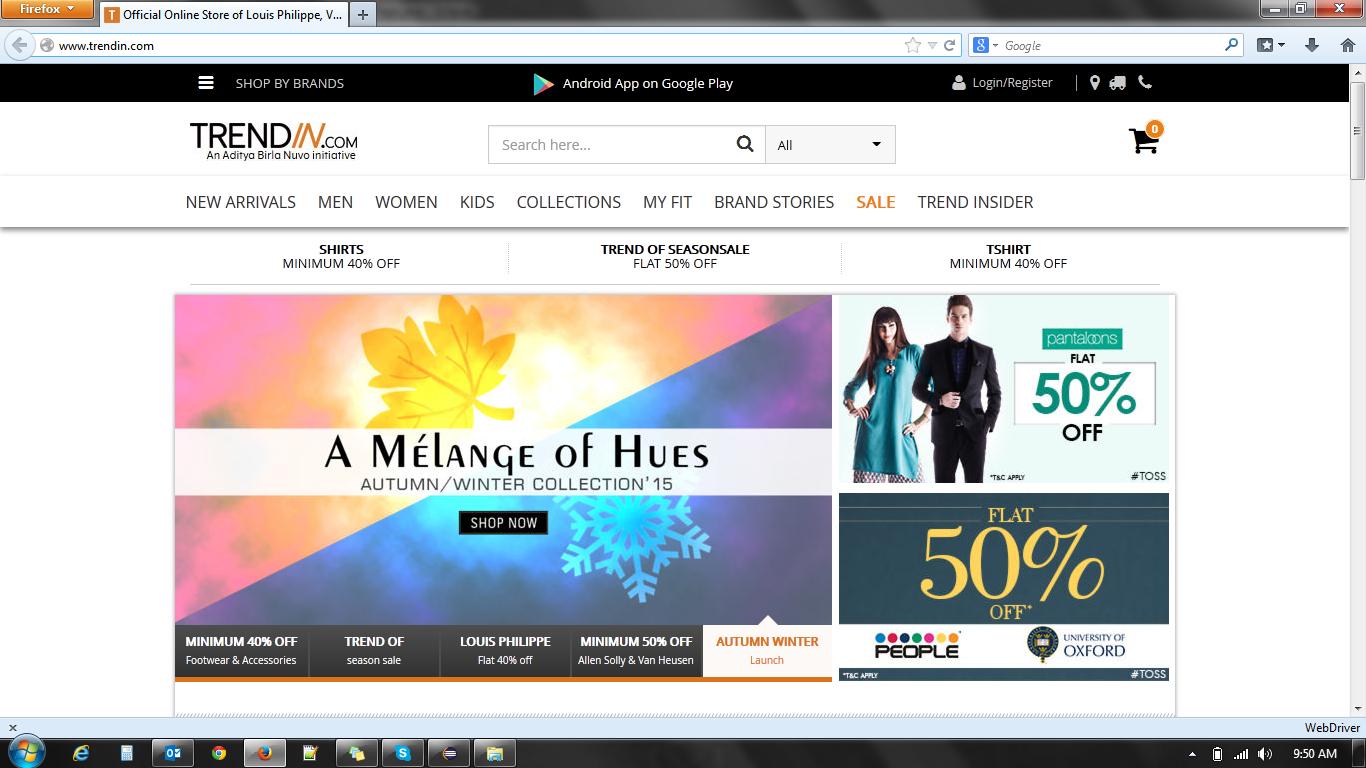 Firefox
Official Online Store of Louis Philippe, V...
www.trendin.com
Google
SHOP BY BRANDS
Android App on Google Play
Login/Register
TRENDIN.COM
An Aditya Birla Nuvo initiative
Search here...
All
0
NEW ARRIVALS MEN WOMEN KIDS COLLECTIONS MY FIT BRAND STORIES SALE TREND INSIDER
SHIRTS
MINIMUM 40% OFF
TREND OF SEASONSALE
FLAT 50% OFF
TSHIRT
MINIMUM 40% OFF
A Mélange of Hues
AUTUMN/WINTER COLLECTION'15
SHOP NOW
MINIMUM 40% OFF
Footwear & Accessories
TREND OF
season sale
LOUIS PHILIPPE
Flat 40% off
MINIMUM 50% OFF
Allen Solly & Van Heusen
AUTUMN WINTER
Launch
pantaloons
FLAT
50%
OFF
*T&C APPLY
#TOSS
FLAT
50%
OFF*
PEOPLE
UNIVERSITY OF
OXFORD
*T&C APPLY
#TOSS
WebDriver
9:50 AM